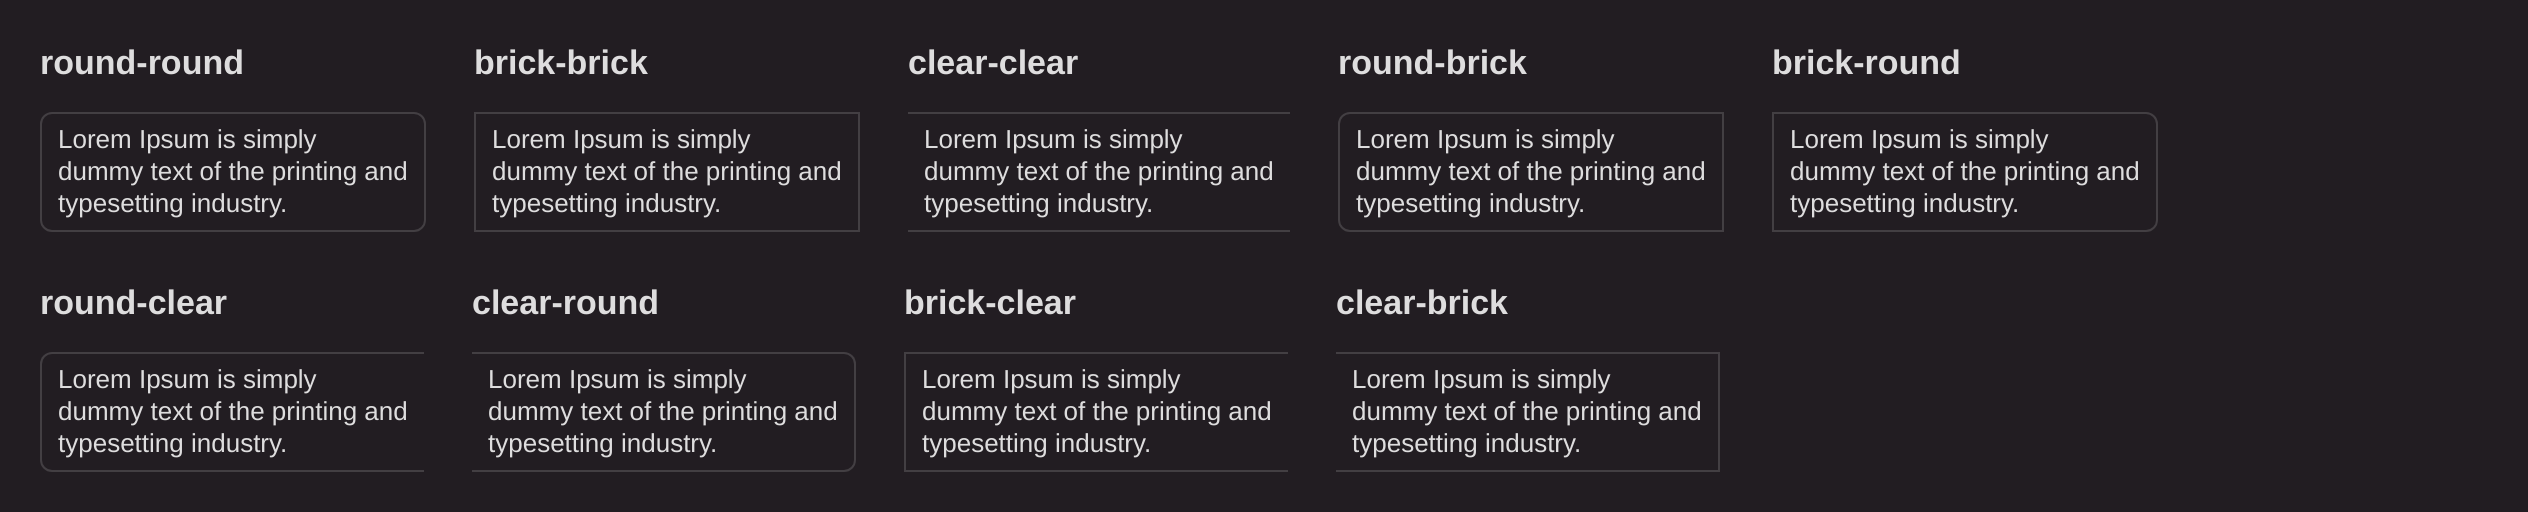 round-round
brick-brick
clear-clear
round-brick
brick-round
Lorem Ipsum is simply
dummy text of the printing and
typesetting industry.
Lorem Ipsum is simply
dummy text of the printing and
typesetting industry.
Lorem Ipsum is simply
dummy text of the printing and
typesetting industry.
Lorem Ipsum is simply
dummy text of the printing and
typesetting industry.
Lorem Ipsum is simply
dummy text of the printing and
typesetting industry.
round-clear
clear-round
brick-clear
clear-brick
Lorem Ipsum is simply
dummy text of the printing and
typesetting industry.
Lorem Ipsum is simply
dummy text of the printing and
typesetting industry.
Lorem Ipsum is simply
dummy text of the printing and
typesetting industry.
Lorem Ipsum is simply
dummy text of the printing and
typesetting industry.